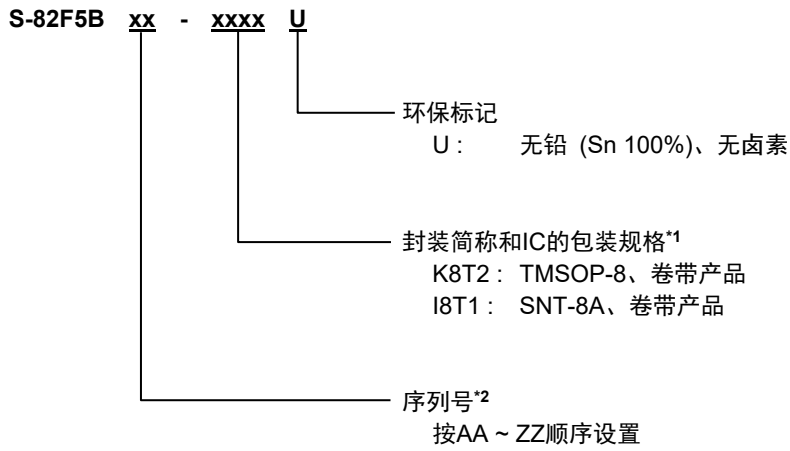 S-82F5B xx - xxxx U
环保标记
U : 无铅 (Sn 100%)、无卤素
封装简称和IC的包装规格*1
K8T2 : TMSOP-8、卷带产品
I8T1 : SNT-8A、卷带产品
序列号*2
按AA ~ ZZ顺序设置